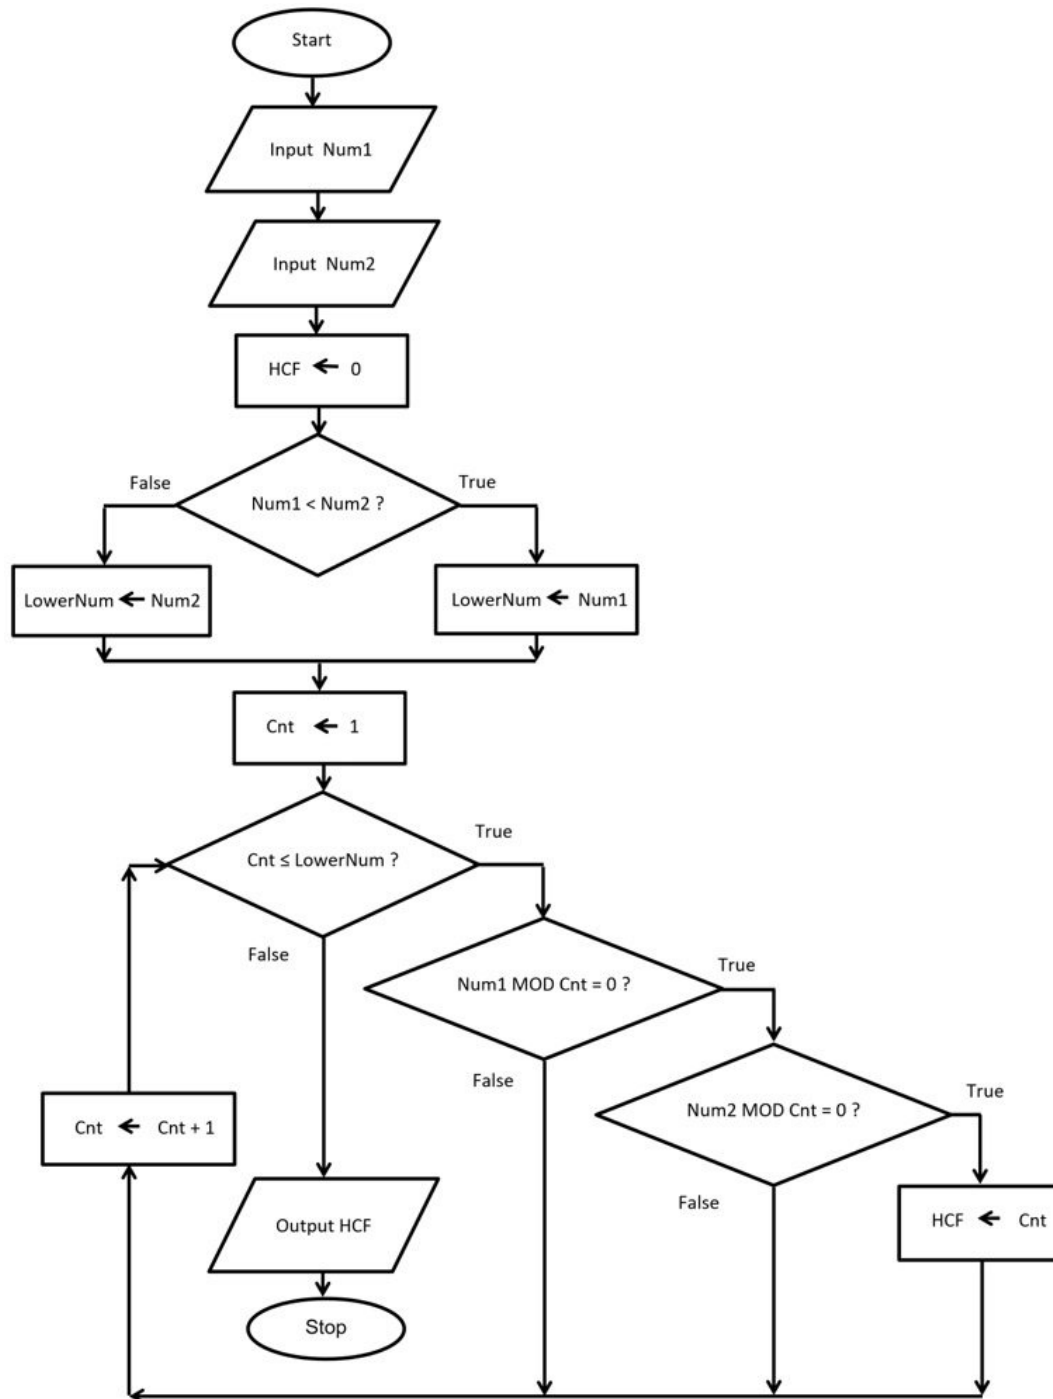 Start
Input Num1
Input Num2
HCF ← 0
Num1 < Num2 ?
False
True
LowerNum ← Num2
LowerNum ← Num1
Cnt ← 1
Cnt ≤ LowerNum ?
True
False
Num1 MOD Cnt = 0 ?
True
False
Num2 MOD Cnt = 0 ?
True
False
HCF ← Cnt
Cnt ← Cnt + 1
Output HCF
Stop